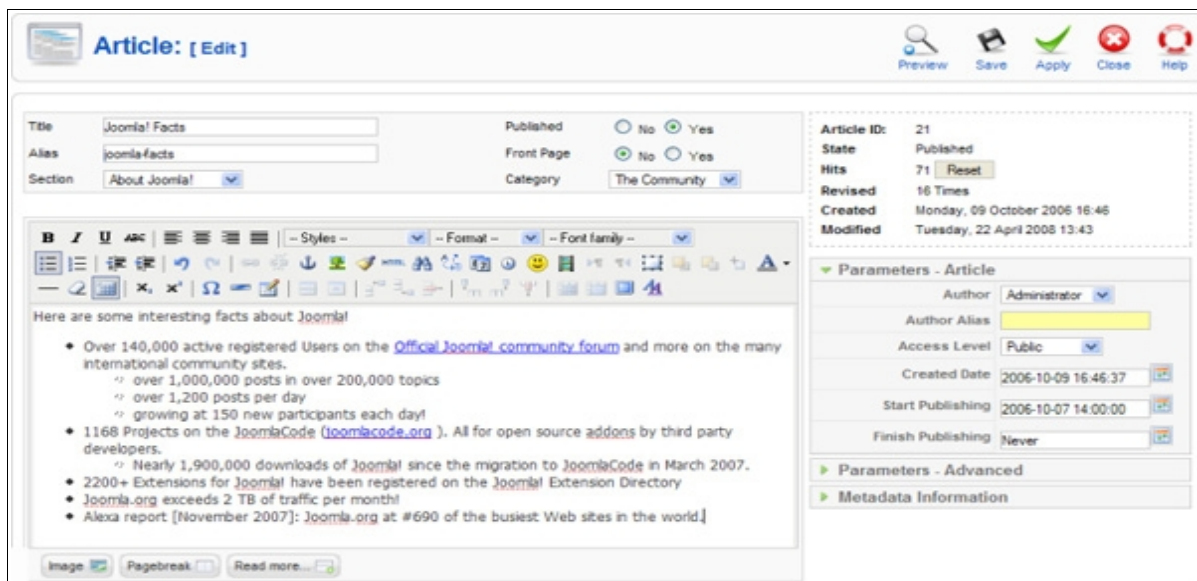 Article: [ Edit ]
Preview Save Apply Close Help
Title Joomla! Facts Published No Yes
Alias joomla-facts Front Page No Yes
Section About Joomla! Category The Community
Article ID: 21
State Published
Hits 71 Reset
Revised 16 Times
Created Monday, 09 October 2006 16:46
Modified Tuesday, 22 April 2008 13:43
B I U ABC -- Styles -- -- Format -- -- Font family --
HTML
A
x, x² Ω
Here are some interesting facts about Joomla!
Over 140,000 active registered Users on the Official Joomla! community forum and more on the many
international community sites.
over 1,000,000 posts in over 200,000 topics
over 1,200 posts per day
growing at 150 new participants each day!
1168 Projects on the JoomlaCode (joomlacode.org ). All for open source addons by third party
developers.
Nearly 1,900,000 downloads of Joomla! since the migration to JoomlaCode in March 2007.
2200+ Extensions for Joomla! have been registered on the Joomla! Extension Directory
Joomla.org exceeds 2 TB of traffic per month!
Alexa report [November 2007]: Joomla.org at #690 of the busiest Web sites in the world.
Image Pagebreak Read more...
Parameters - Article
Author Administrator
Author Alias
Access Level Public
Created Date 2006-10-09 16:46:37
Start Publishing 2006-10-07 14:00:00
Finish Publishing Never
Parameters - Advanced
Metadata Information